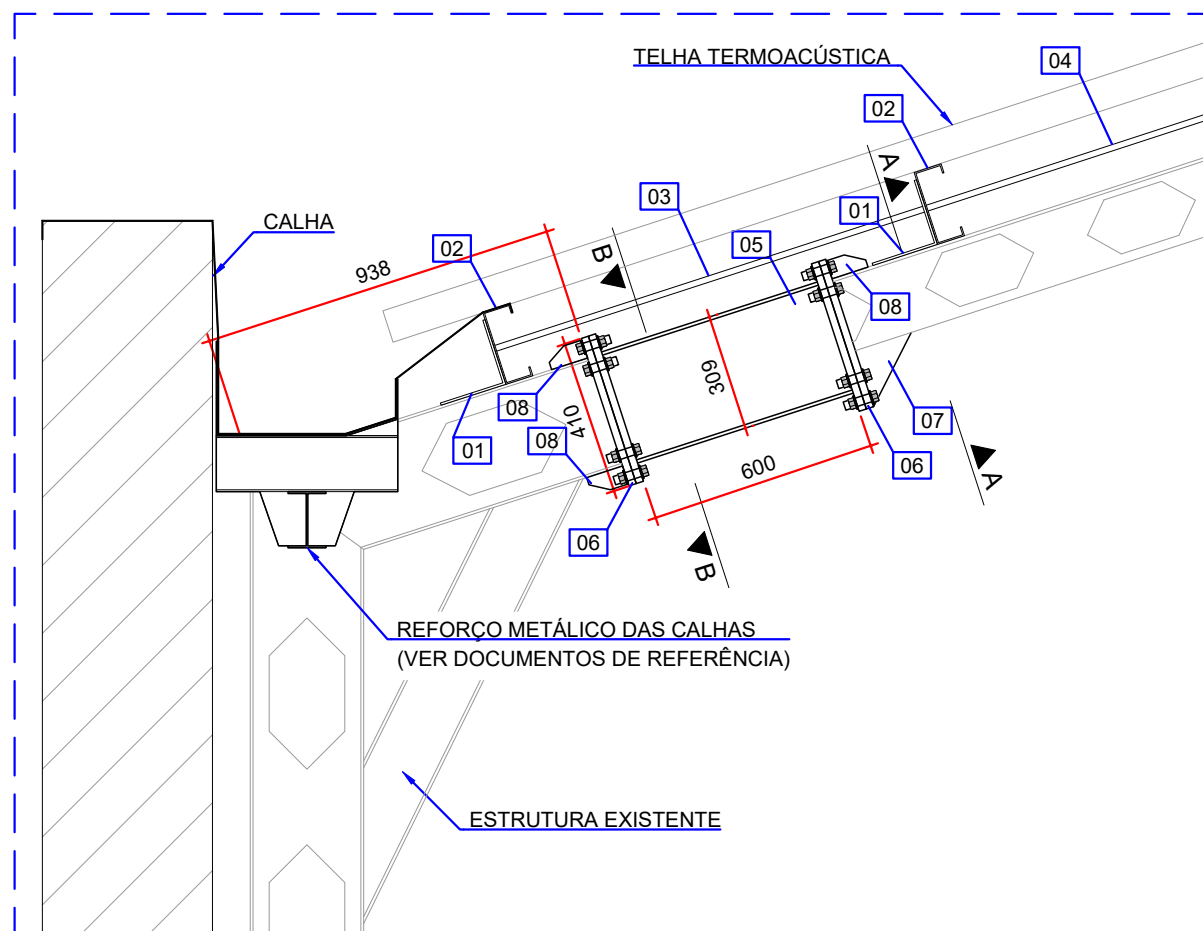 TELHA TERMOACÚSTICA
04
02
A
03
01
CALHA
02
B
05
938
08
309
08
410
08
07
01
600
06
A
06
B
REFORÇO METÁLICO DAS CALHAS
(VER DOCUMENTOS DE REFERÊNCIA)
ESTRUTURA EXISTENTE